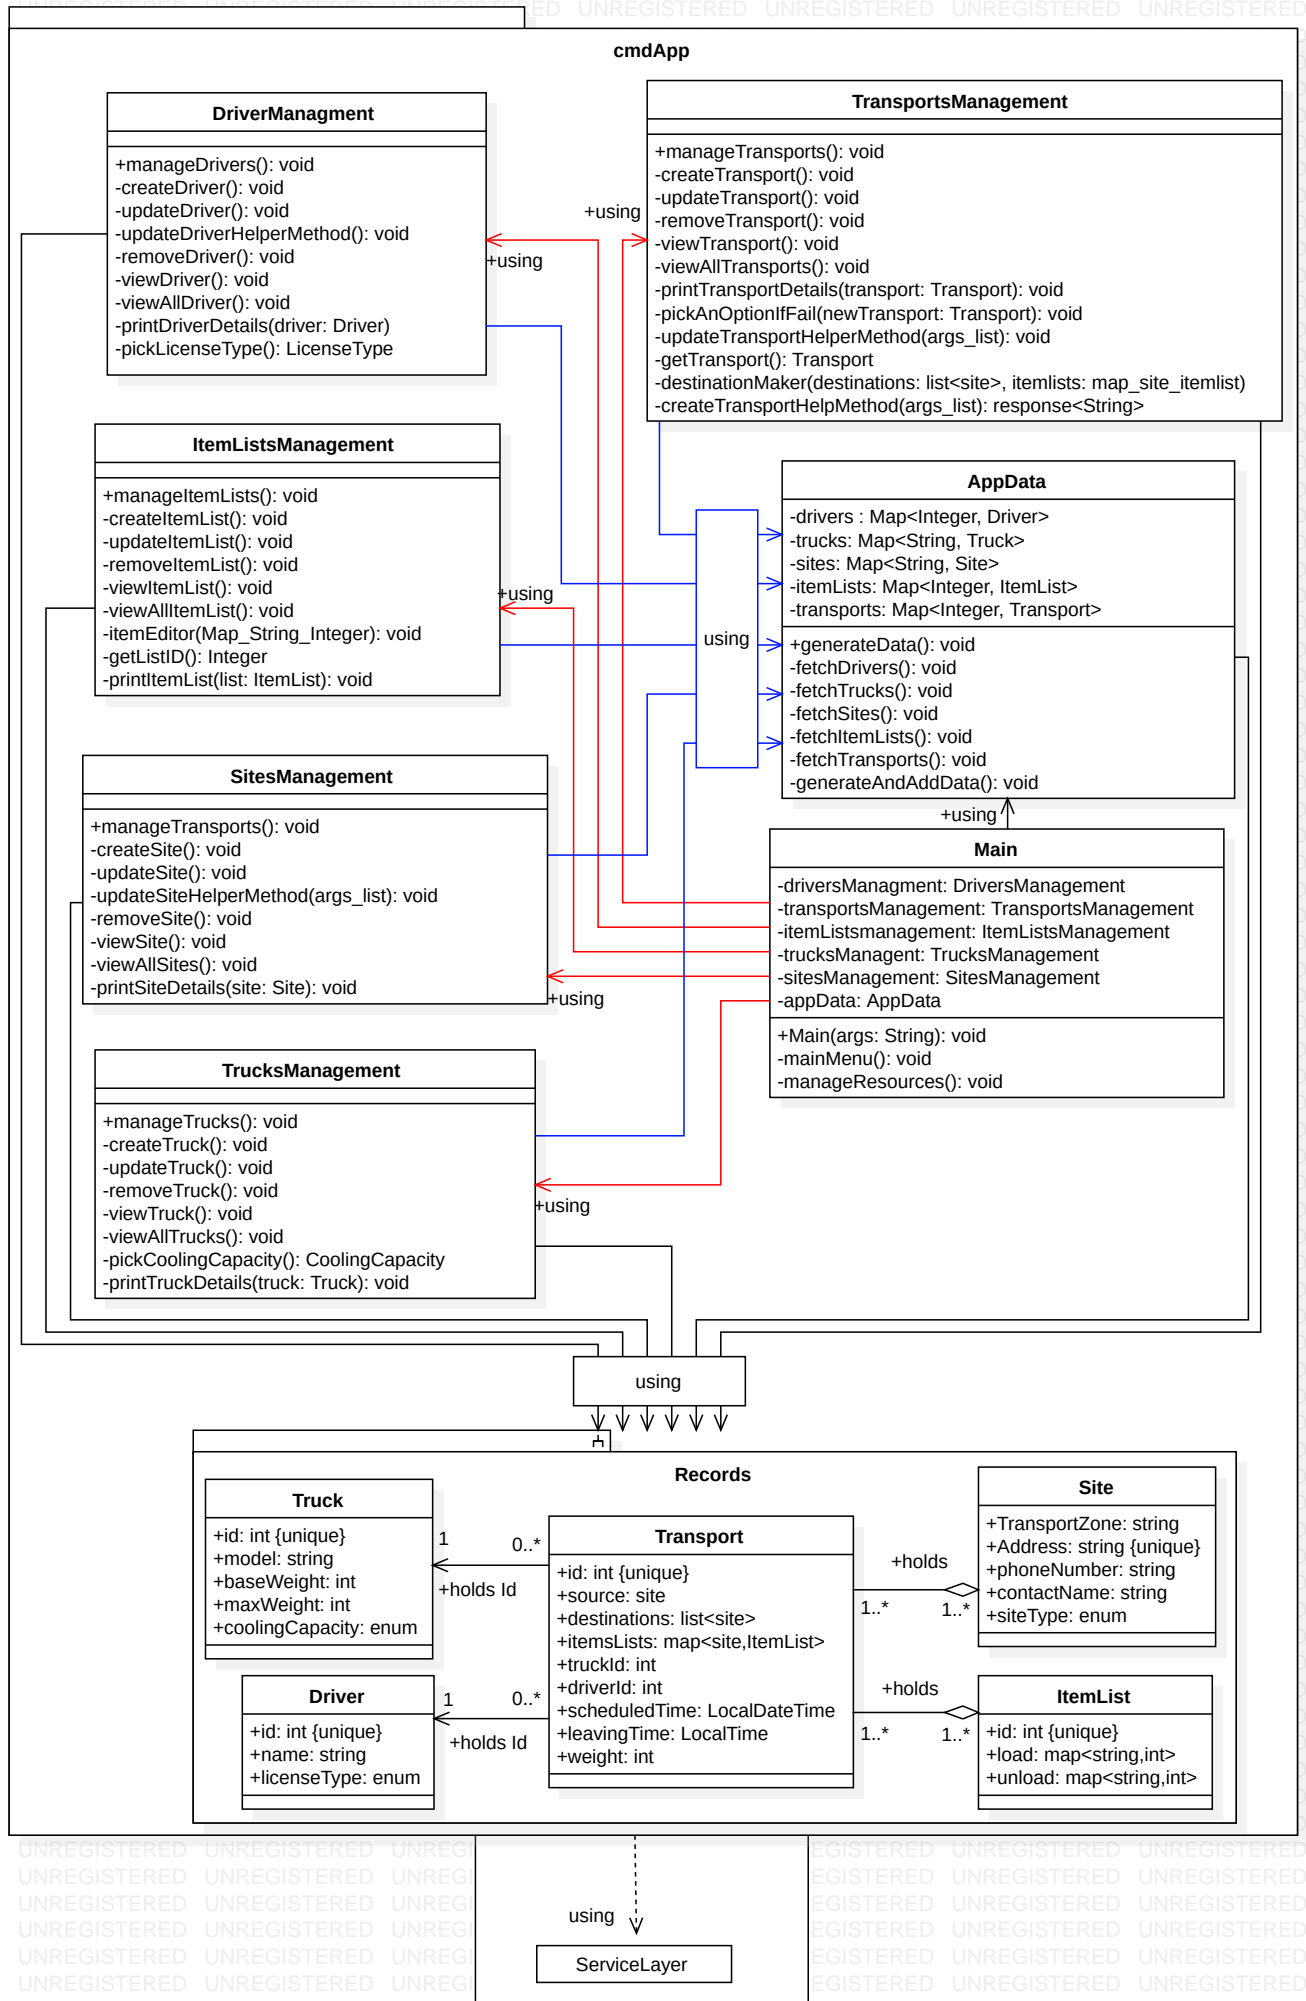 cmdApp
DriverManagment
+manageDrivers(): void
-createDriver(): void
-updateDriver(): void
-updateDriverHelperMethod(): void
-removeDriver(): void
-viewDriver(): void
-viewAllDriver(): void
-printDriverDetails(driver: Driver)
-pickLicenseType(): LicenseType
TransportsManagement
+manageTransports(): void
-createTransport(): void
-updateTransport(): void
-removeTransport(): void
-viewTransport(): void
-viewAllTransports(): void
-printTransportDetails(transport: Transport): void
-pickAnOptionIfFail(newTransport: Transport): void
-updateTransportHelperMethod(args_list): void
-getTransport(): Transport
-destinationMaker(destinations: list<site>, itemlists: map_site_itemlist)
-createTransportHelpMethod(args_list): response<String>
+using
+using
ItemListsManagement
+manageItemLists(): void
-createItemList(): void
-updateItemList(): void
-removeItemList(): void
-viewItemList(): void
-viewAllItemList(): void
-itemEditor(Map_String_Integer): void
-getListID(): Integer
-printItemList(list: ItemList): void
+using
using
AppData
-drivers : Map<Integer, Driver>
-trucks: Map<String, Truck>
-sites: Map<String, Site>
-itemLists: Map<Integer, ItemList>
-transports: Map<Integer, Transport>
+generateData(): void
-fetchDrivers(): void
-fetchTrucks(): void
-fetchSites(): void
-fetchItemLists(): void
-fetchTransports(): void
-generateAndAddData(): void
+using
SitesManagement
+manageTransports(): void
-createSite(): void
-updateSite(): void
-updateSiteHelperMethod(args_list): void
-removeSite(): void
-viewSite(): void
-viewAllSites(): void
-printSiteDetails(site: Site): void
+using
Main
-driversManagment: DriversManagement
-transportsManagement: TransportsManagement
-itemListsmanagement: ItemListsManagement
-trucksManagent: TrucksManagement
-sitesManagement: SitesManagement
-appData: AppData
+Main(args: String): void
-mainMenu(): void
-manageResources(): void
TrucksManagement
+manageTrucks(): void
-createTruck(): void
-updateTruck(): void
-removeTruck(): void
-viewTruck(): void
-viewAllTrucks(): void
-pickCoolingCapacity(): CoolingCapacity
-printTruckDetails(truck: Truck): void
+using
using
Records
Truck
+id: int {unique}
+model: string
+baseWeight: int
+maxWeight: int
+coolingCapacity: enum
1
0..*
+holds Id
Transport
+id: int {unique}
+source: site
+destinations: list<site>
+itemsLists: map<site,ItemList>
+truckId: int
+driverId: int
+scheduledTime: LocalDateTime
+leavingTime: LocalTime
+weight: int
+holds
1..*
1..*
Site
+TransportZone: string
+Address: string {unique}
+phoneNumber: string
+contactName: string
+siteType: enum
Driver
+id: int {unique}
+name: string
+licenseType: enum
1
0..*
+holds Id
+holds
1..*
1..*
ItemList
+id: int {unique}
+load: map<string,int>
+unload: map<string,int>
using
ServiceLayer
UNREGISTERED UNREGISTERED UNREGISTERED